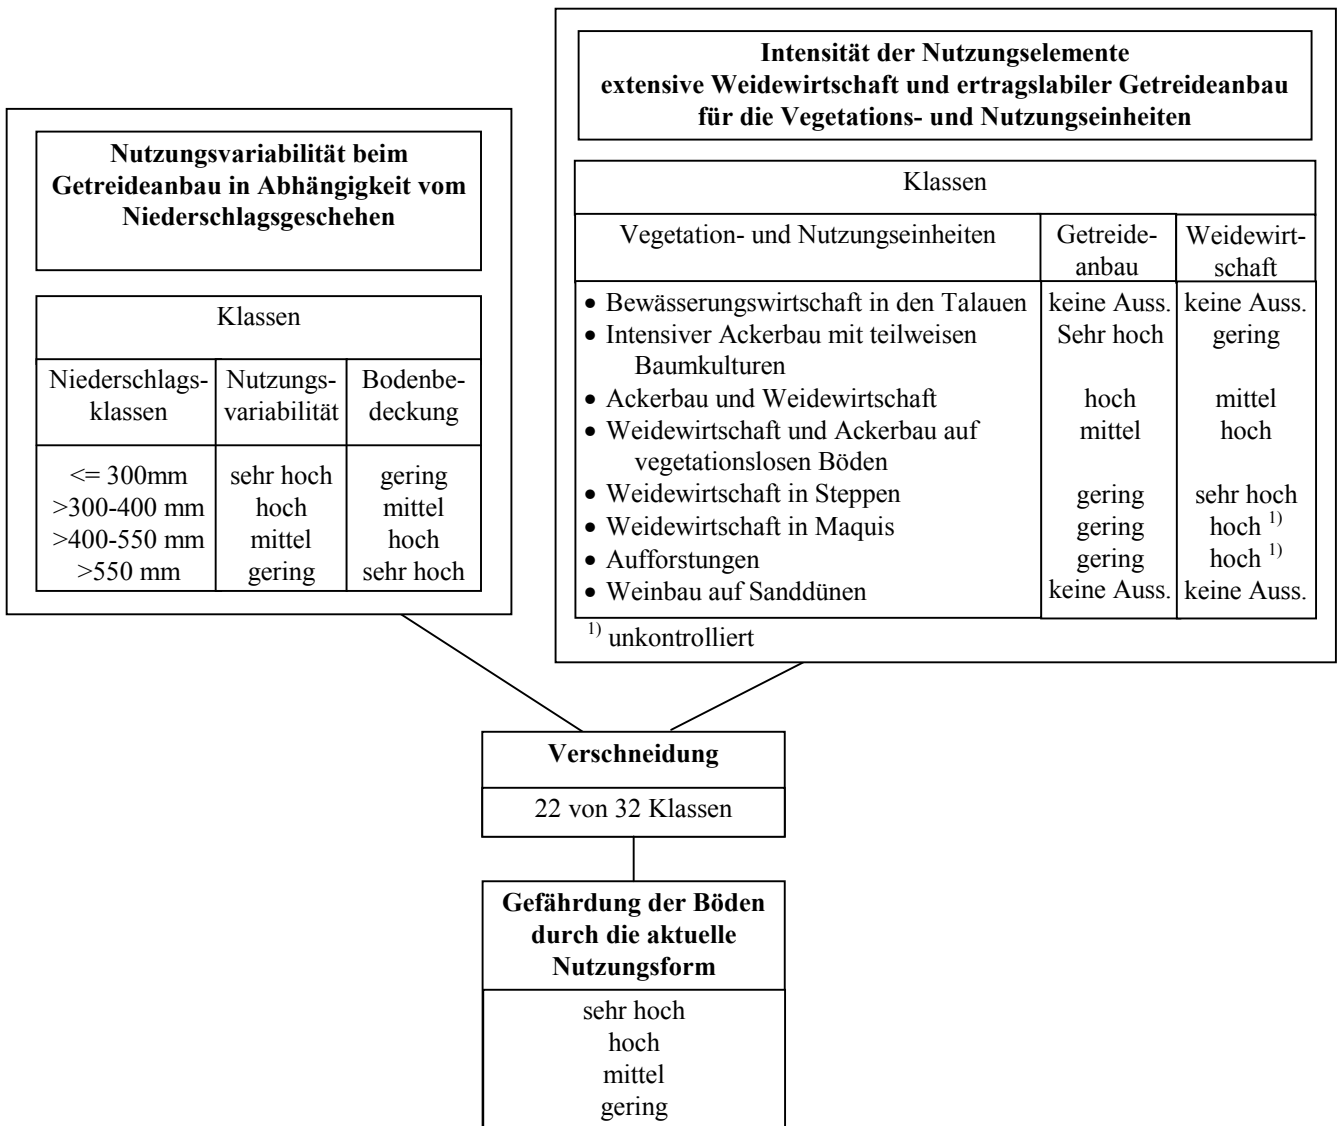 Nutzungsvariabilität beim
Getreideanbau in Abhängigkeit vom
Niederschlagsgeschehen
Klassen
Niederschlags-klassen Nutzungs-variabilität Bodenbe-deckung
<= 300mm sehr hoch gering
>300-400 mm hoch mittel
>400-550 mm mittel hoch
>550 mm gering sehr hoch
Intensität der Nutzungselemente
extensive Weidewirtschaft und ertragslabiler Getreideanbau
für die Vegetations- und Nutzungseinheiten
Klassen
Vegetation- und Nutzungseinheiten Getreide- Weidewirt-
anbau schaft
• Bewässerungswirtschaft in den Talauen keine Auss. keine Auss.
• Intensiver Ackerbau mit teilweisen Sehr hoch gering
Baumkulturen
• Ackerbau und Weidewirtschaft hoch mittel
• Weidewirtschaft und Ackerbau auf mittel hoch
vegetationslosen Böden
• Weidewirtschaft in Steppen gering sehr hoch
• Weidewirtschaft in Maquis gering hoch 1)
• Aufforstungen gering hoch 1)
• Weinbau auf Sanddünen keine Auss. keine Auss.
1) unkontrolliert
Verschneidung
22 von 32 Klassen
Gefährdung der Böden
durch die aktuelle
Nutzungsform
sehr hoch
hoch
mittel
gering